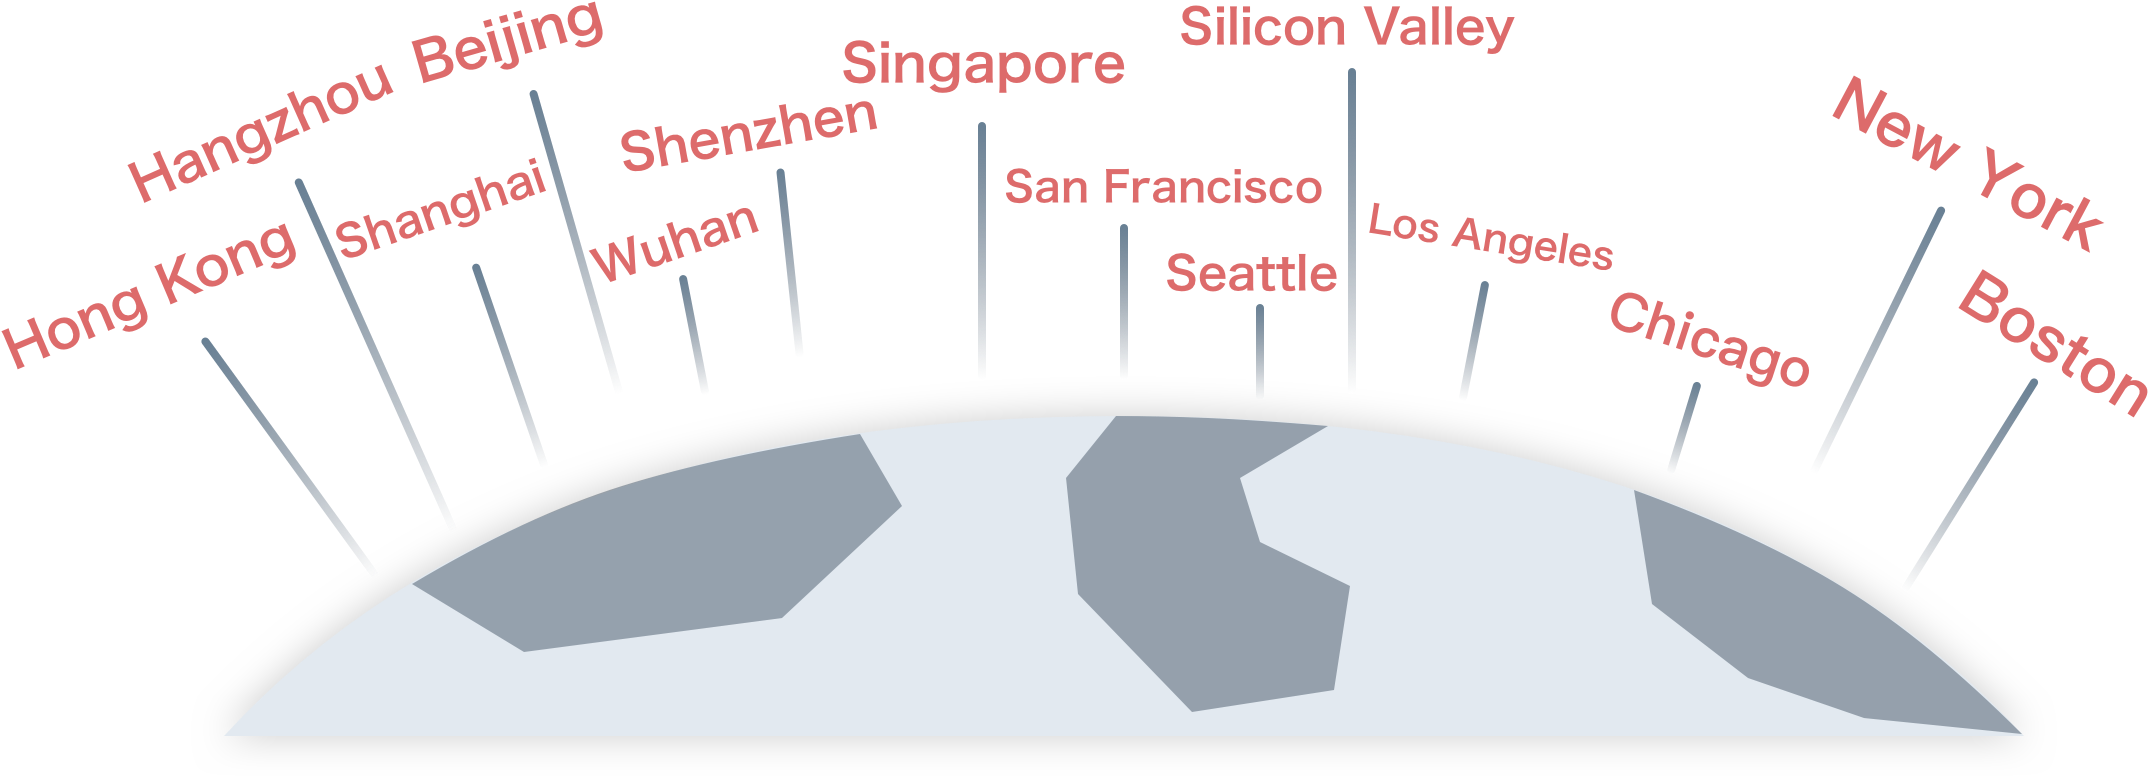 Hong Kong
Hangzhou
Shanghai
Beijing
Wuhan
Shenzhen
Singapore
San Francisco
Seattle
Silicon Valley
Los Angeles
Chicago
New York
Boston